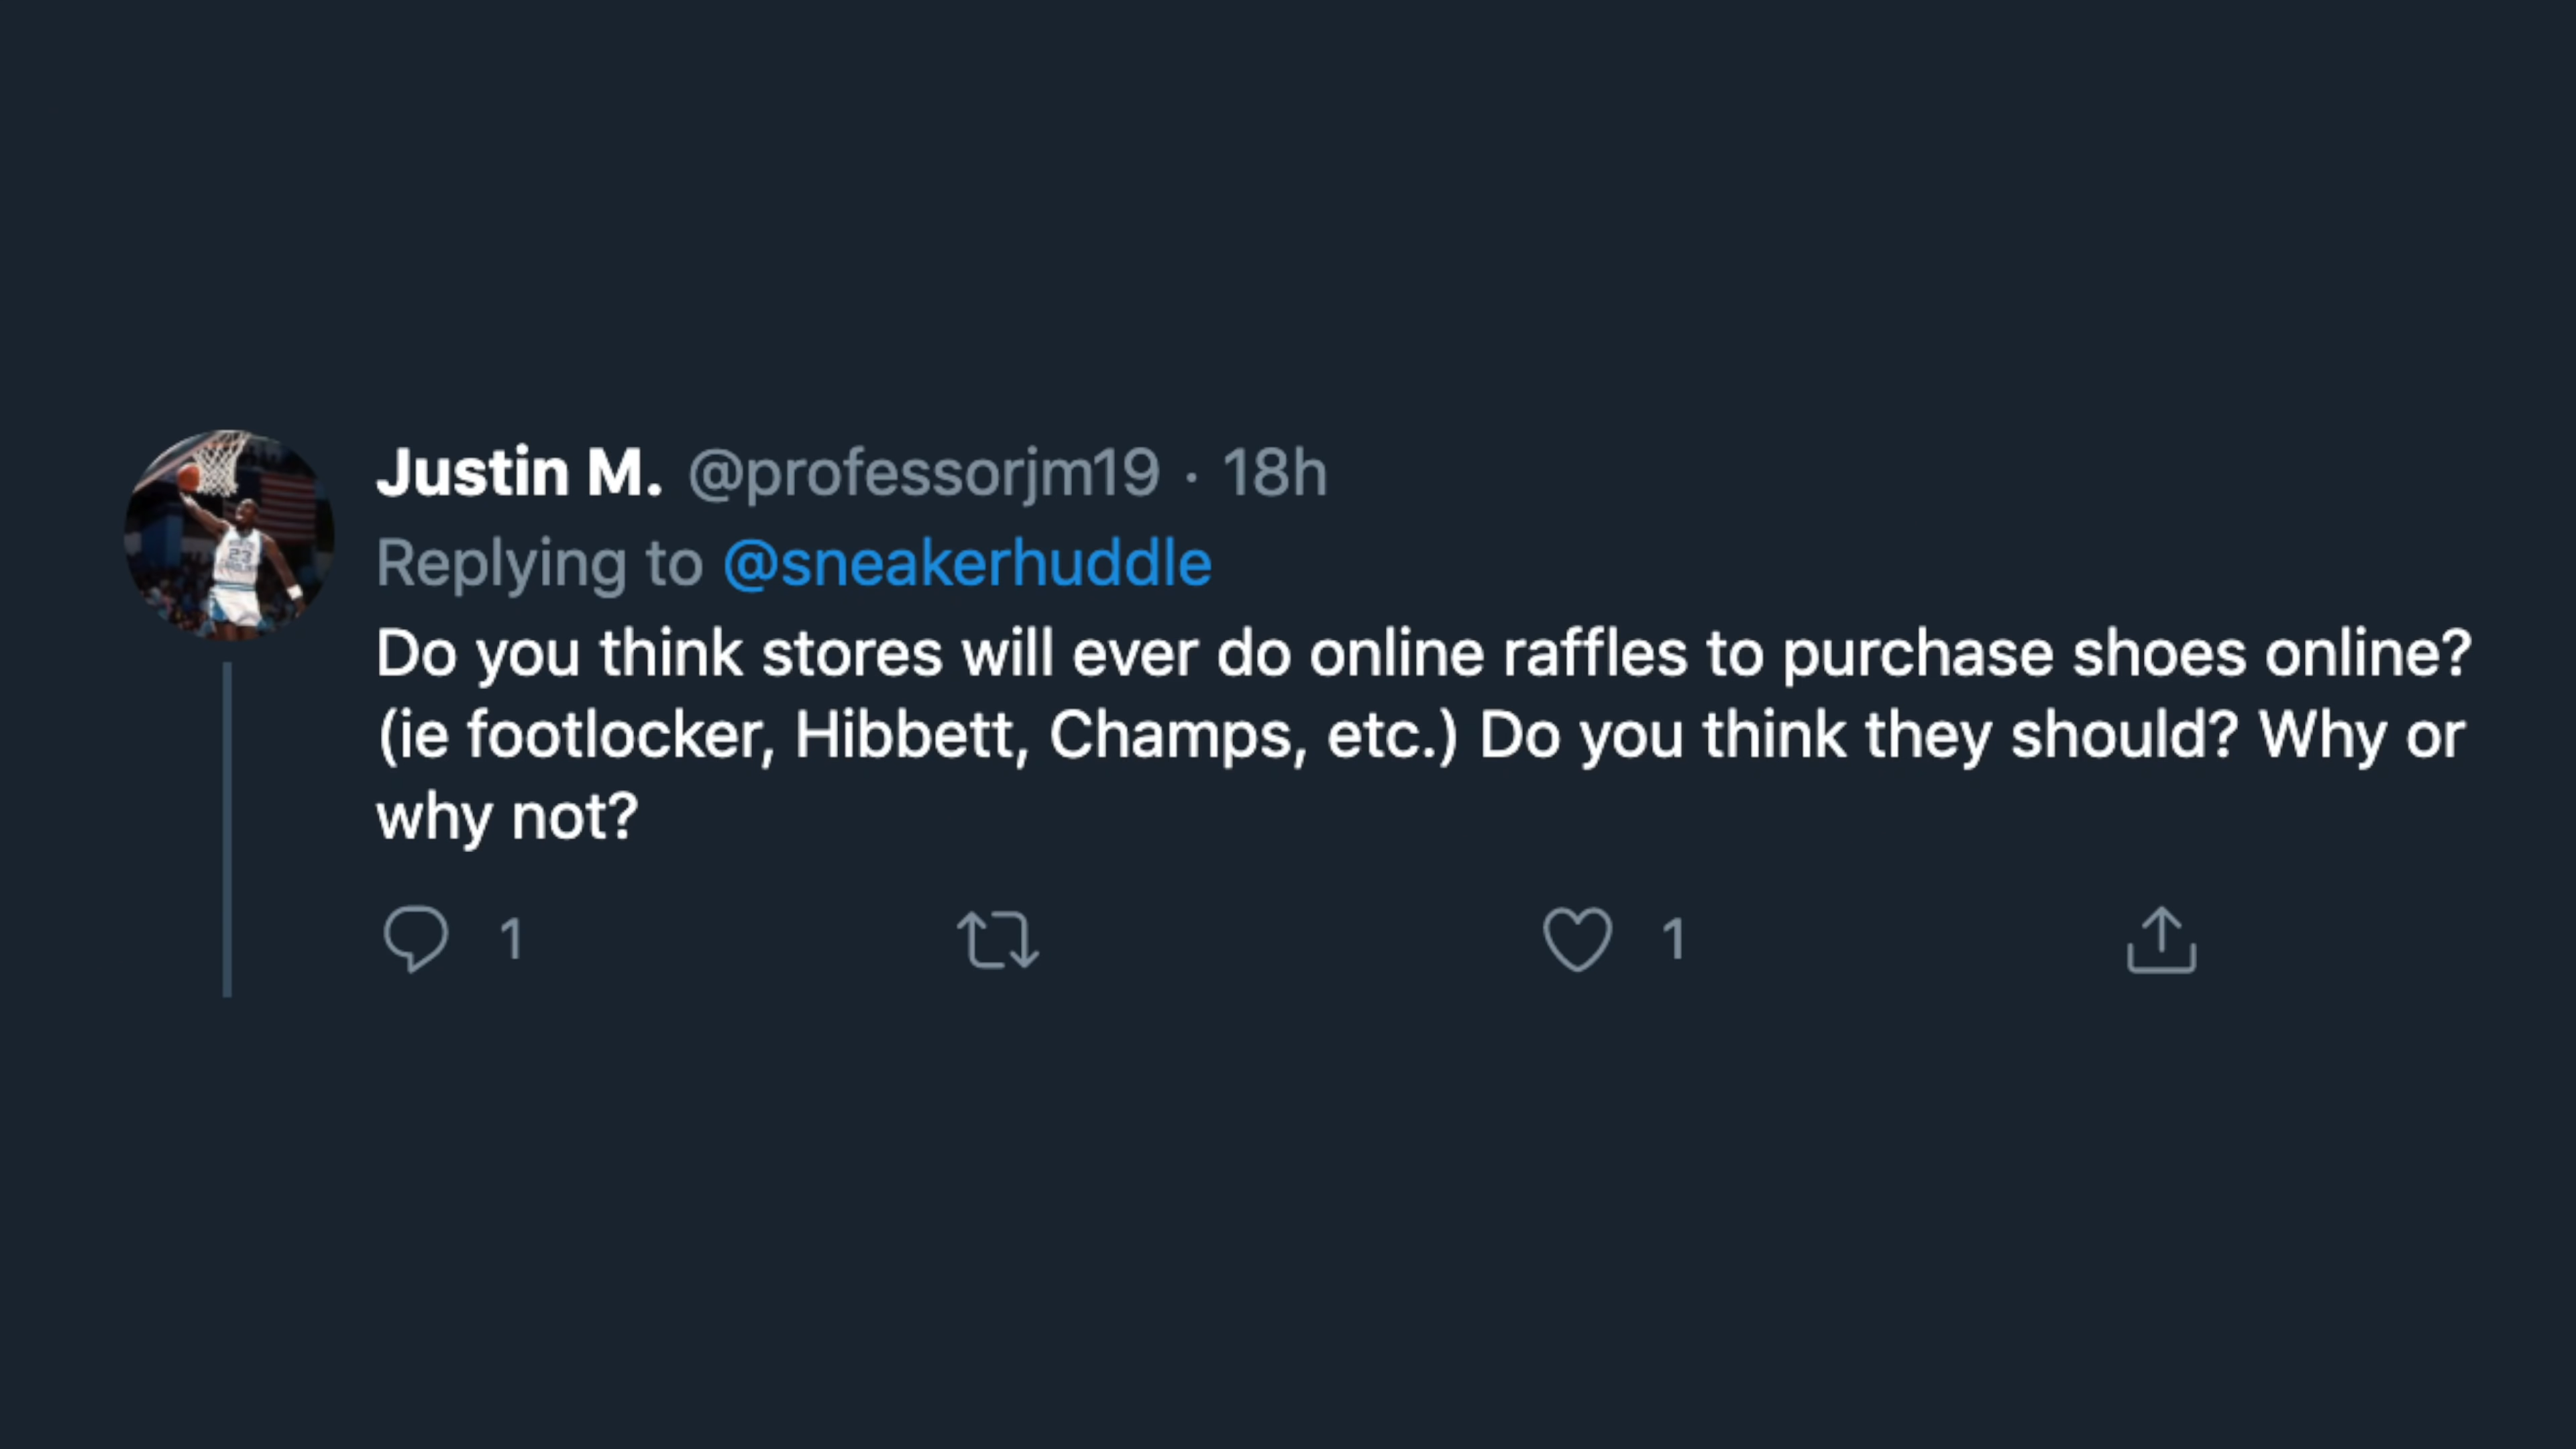 Justin M. @professorjm19 · 18h
Replying to @sneakerhuddle
Do you think stores will ever do online raffles to purchase shoes online?
(ie footlocker, Hibbett, Champs, etc.) Do you think they should? Why or
why not?
1 1